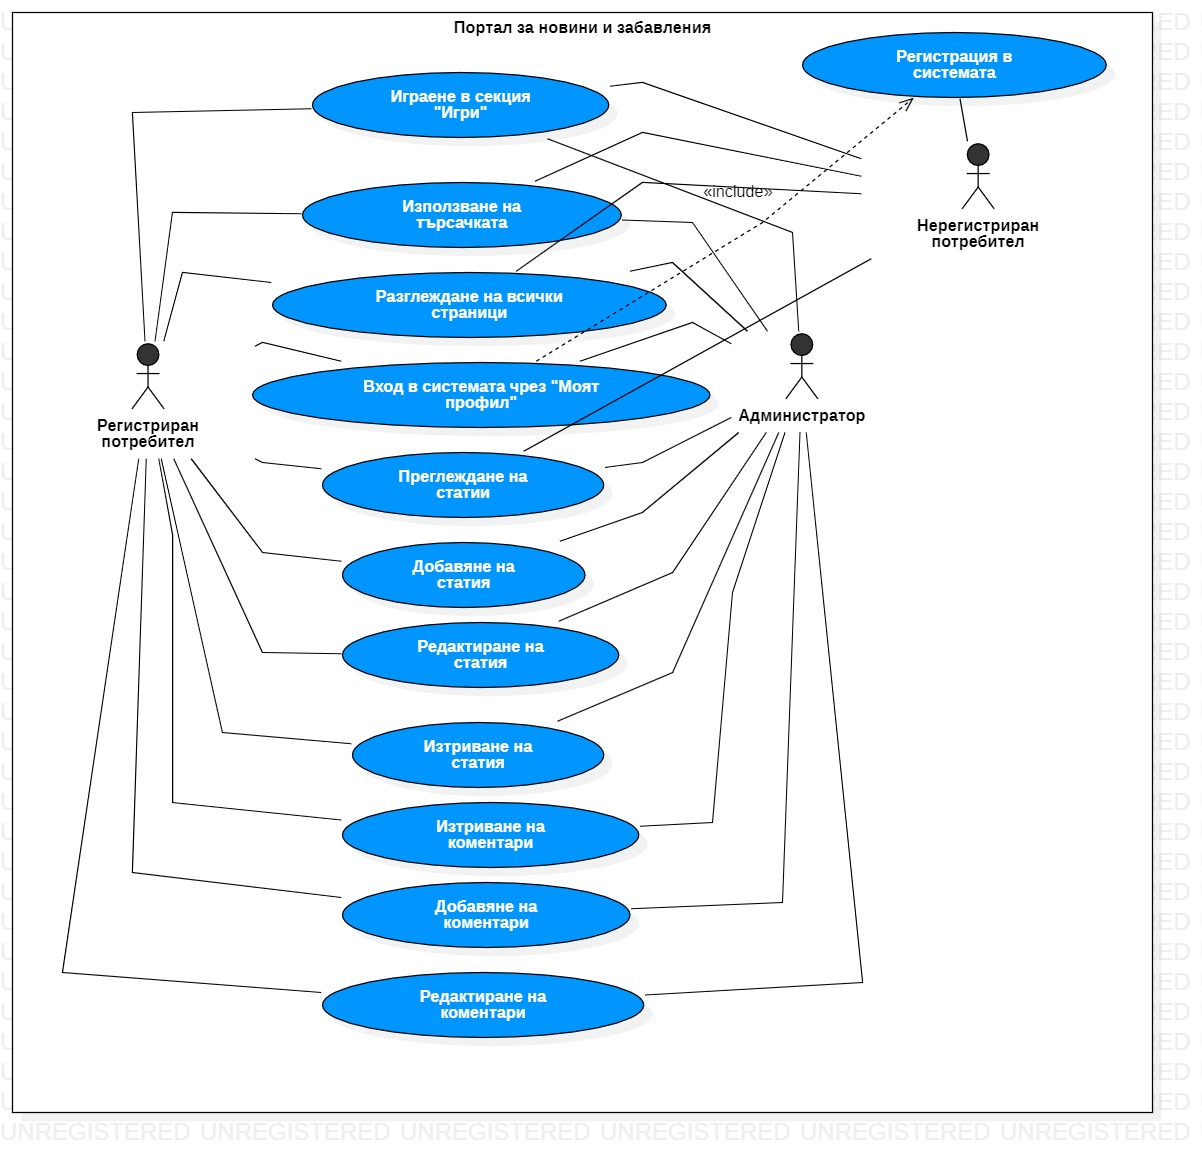 Портал за новини и забавления
Регистрация в
системата
Играене в секция
"Игри"
«include»
Използване на
търсачката
Нерегистриран
потребител
Разглеждане на всички
страници
Вход в системата чрез "Моят
профил"
Администратор
Регистриран
потребител
Преглеждане на
статии
Добавяне на
статия
Редактиране на
статия
Изтриване на
статия
Изтриване на
коментари
Добавяне на
коментари
Редактиране на
коментари
UNREGISTERED UNREGISTERED UNREGISTERED UNREGISTERED UNREGISTERED UNREGISTERED